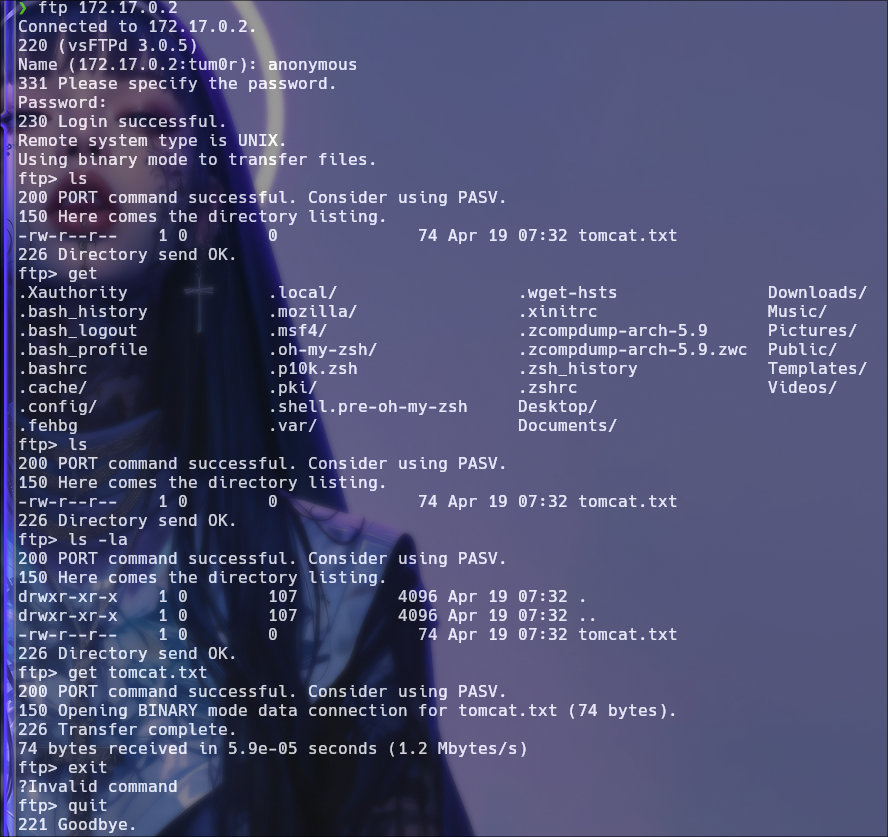 ❯ ftp 172.17.0.2
Connected to 172.17.0.2.
220 (vsFTPd 3.0.5)
Name (172.17.0.2:tum0r): anonymous
331 Please specify the password.
Password:
230 Login successful.
Remote system type is UNIX.
Using binary mode to transfer files.
ftp> ls
200 PORT command successful. Consider using PASV.
150 Here comes the directory listing.
-rw-r--r--    1 0        0              74 Apr 19 07:32 tomcat.txt
226 Directory send OK.
ftp> get
.Xauthority              .local/                  .wget-hsts               Downloads/
.bash_history            .mozilla/                .xinitrc                 Music/
.bash_logout             .msf4/                   .zcompdump-arch-5.9      Pictures/
.bash_profile            .oh-my-zsh/              .zcompdump-arch-5.9.zwc  Public/
.bashrc                  .p10k.zsh                .zsh_history             Templates/
.cache/                  .pki/                    .zshrc                   Videos/
.config/                 .shell.pre-oh-my-zsh     Desktop/
.fehbg                   .var/                    Documents/
ftp> ls
200 PORT command successful. Consider using PASV.
150 Here comes the directory listing.
-rw-r--r--    1 0        0              74 Apr 19 07:32 tomcat.txt
226 Directory send OK.
ftp> ls -la
200 PORT command successful. Consider using PASV.
150 Here comes the directory listing.
drwxr-xr-x    1 0        107          4096 Apr 19 07:32 .
drwxr-xr-x    1 0        107          4096 Apr 19 07:32 ..
-rw-r--r--    1 0        0              74 Apr 19 07:32 tomcat.txt
226 Directory send OK.
ftp> get tomcat.txt
200 PORT command successful. Consider using PASV.
150 Opening BINARY mode data connection for tomcat.txt (74 bytes).
226 Transfer complete.
74 bytes received in 5.9e-05 seconds (1.2 Mbytes/s)
ftp> exit
?Invalid command
ftp> quit
221 Goodbye.